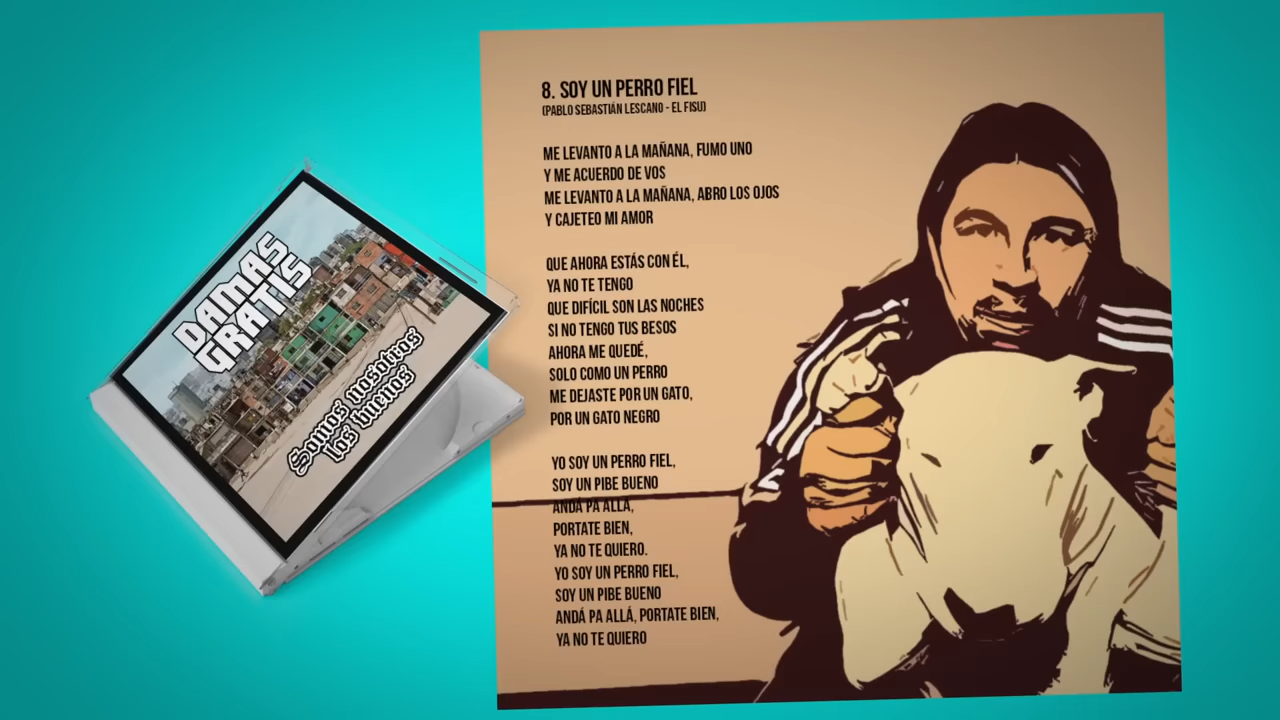 DAMAS
GRATIS
Somos nosotros
los buenos
8. SOY UN PERRO FIEL
(PABLO SEBASTIÁN LESCANO - EL FISU)
ME LEVANTO A LA MAÑANA, FUMO UNO
Y ME ACUERDO DE VOS
ME LEVANTO A LA MAÑANA, ABRO LOS OJOS
Y CAJETEO MI AMOR
QUE AHORA ESTÁS CON ÉL,
YA NO TE TENGO
QUE DIFÍCIL SON LAS NOCHES
SI NO TENGO TUS BESOS
AHORA ME QUEDÉ,
SOLO COMO UN PERRO
ME DEJASTE POR UN GATO,
POR UN GATO NEGRO
YO SOY UN PERRO FIEL,
SOY UN PIBE BUENO
ANDÁ PA ALLÁ,
PORTATE BIEN,
YA NO TE QUIERO.
YO SOY UN PERRO FIEL,
SOY UN PIBE BUENO
ANDÁ PA ALLÁ, PORTATE BIEN,
YA NO TE QUIERO